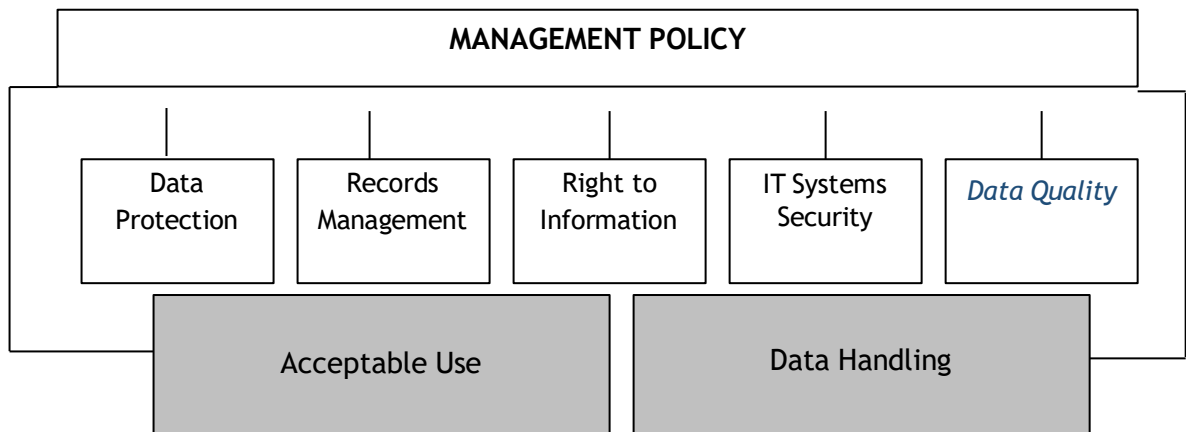 MANAGEMENT POLICY
Data
Protection
Records
Management
Right to
Information
IT Systems
Security
Data Quality
Acceptable Use
Data Handling